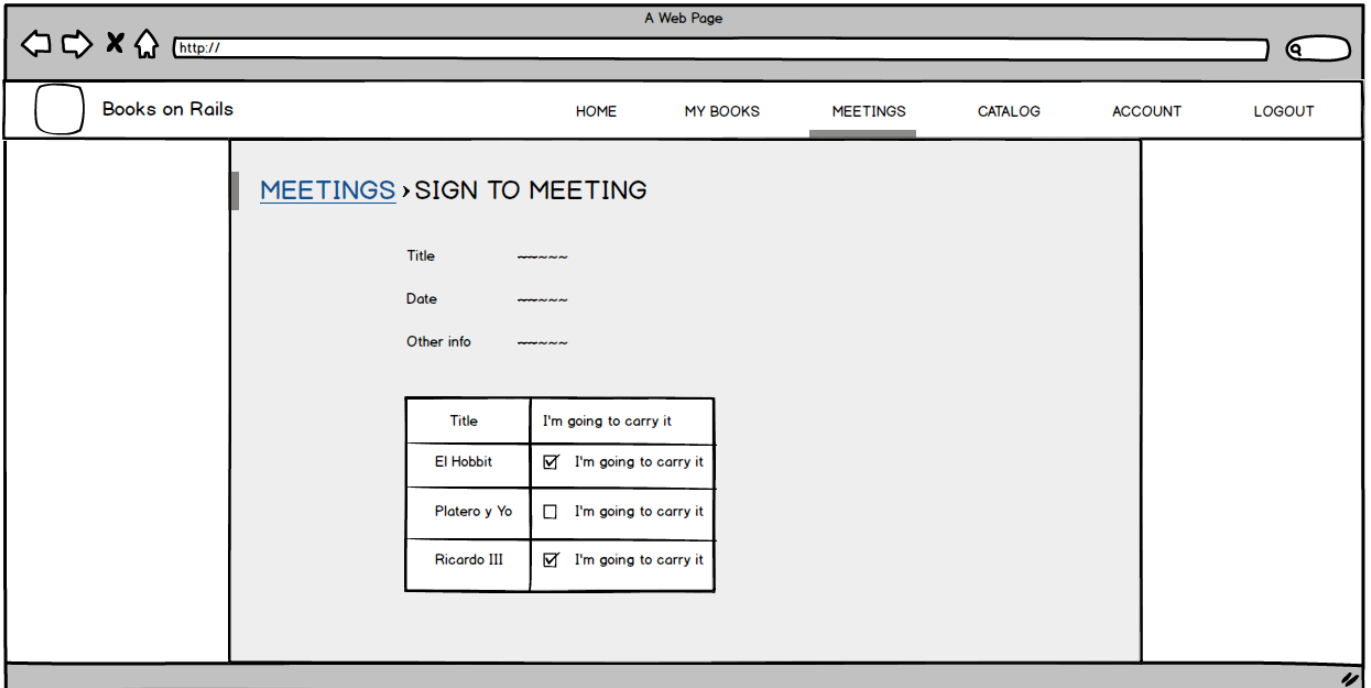 A Web Page
http://
Books on Rails HOME MY BOOKS MEETINGS CATALOG ACCOUNT LOGOUT
MEETINGS › SIGN TO MEETING
Title
Date
Other info
Title I'm going to carry it
El Hobbit I'm going to carry it
Platero y Yo I'm going to carry it
Ricardo III I'm going to carry it